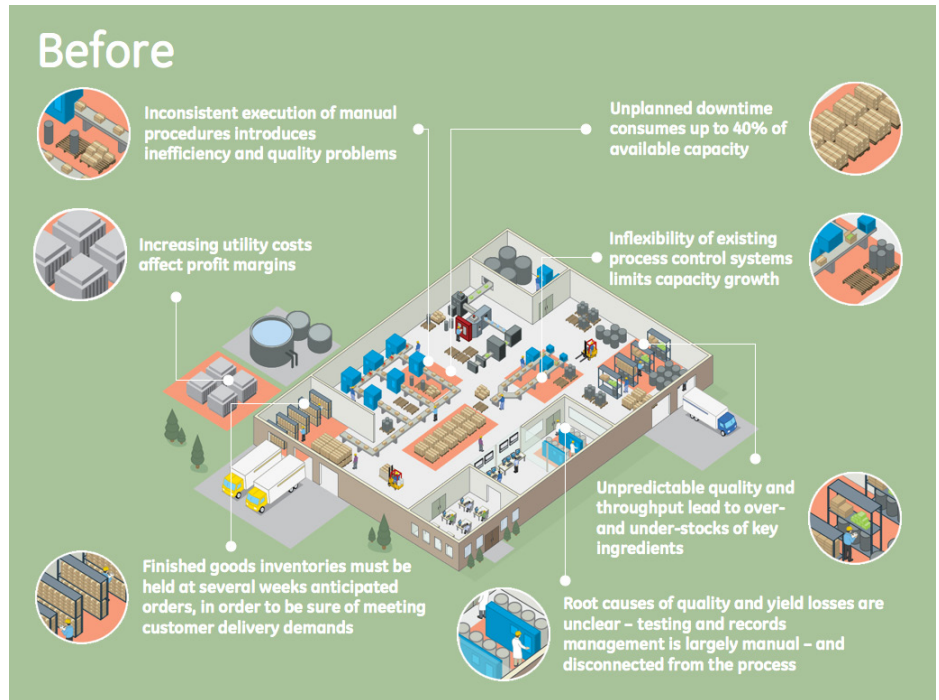 Before
Inconsistent execution of manual
procedures introduces
inefficiency and quality problems
Unplanned downtime
consumes up to 40% of
available capacity
Increasing utility costs
affect profit margins
Inflexibility of existing
process control systems
limits capacity growth
Unpredictable quality and
throughput lead to over-
and under-stocks of key
ingredients
Finished goods inventories must be
held at several weeks anticipated
orders, in order to be sure of meeting
customer delivery demands
Root causes of quality and yield losses are
unclear – testing and records
management is largely manual – and
disconnected from the process